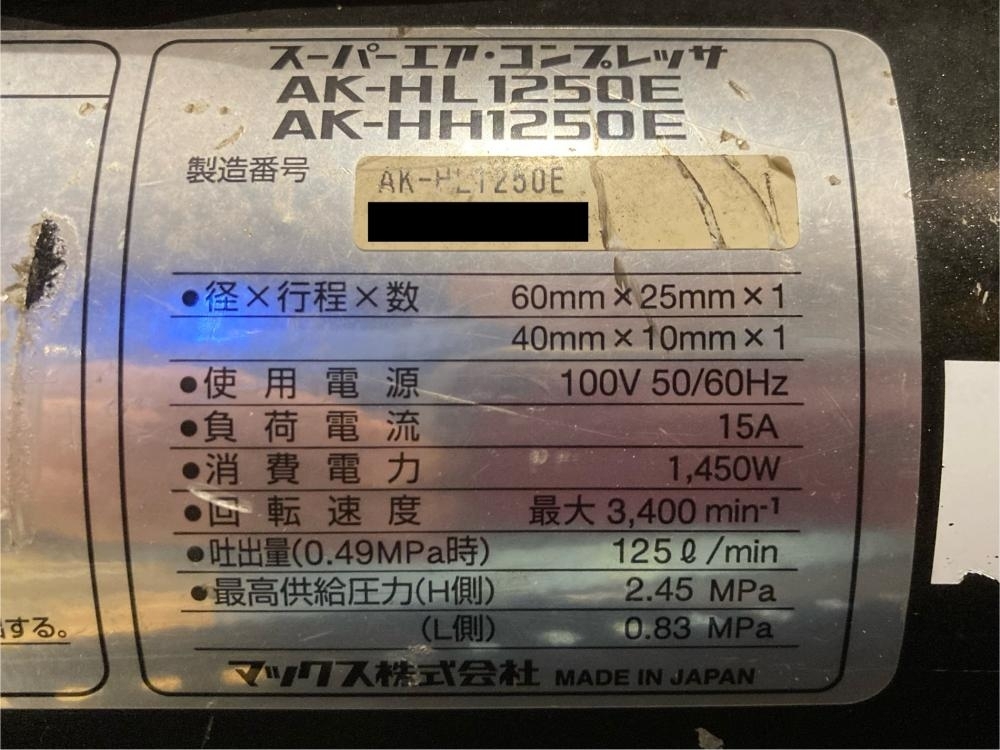 スーパーエア・コンプレッサ
AK-HL1250E
AK-HH1250E
製造番号
AK-HL1250E
●径×行程×数 60mm×25mm×1
40mm×10mm×1
●使用電源 100V 50/60Hz
●負荷電流 15A
●消費電力 1,450W
●回転速度 最大 3,400 min-1
●吐出量(0.49MPa時) 125ℓ/min
●最高供給圧力(H側) 2.45 MPa
(L側) 0.83 MPa
マックス株式会社 MADE IN JAPAN
する。